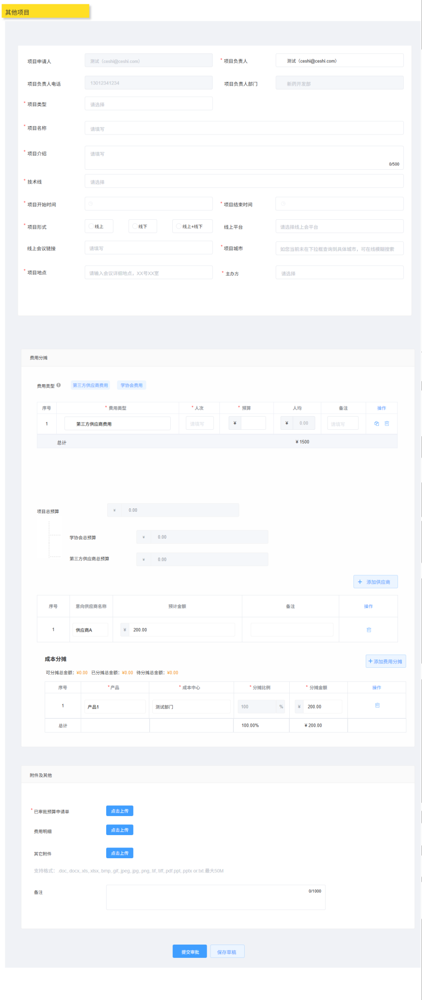 其他项目
项目申请人 测试（ceshi@ceshi.com） * 项目负责人 测试（ceshi@ceshi.com）
项目负责人电话 13012341234 项目负责人部门 新药开发部
* 项目类型 请选择
* 项目名称 请填写
* 项目介绍 请填写
0/500
* 技术线 请选择
* 项目开始时间 * 项目结束时间
* 项目形式 线上 线下 线上+线下 线上平台 请选择线上会平台
线上会议链接 请填写 * 项目城市 如您当前未在下拉框查询到具体城市，可在线模糊搜索
* 项目地点 请输入会议详细地点，XX号XX室 * 主办方 请选择
费用分摊
费用类型 第三方供应商费用 学协会费用
序号 * 费用类型 * 人次 * 预算 人均 备注 操作
1 第三方供应商费用 请填写 ¥ ¥ 0.00 请填写
总计 ¥ 1500
项目总预算 ¥ 0.00
学协会总预算 ¥ 0.00
第三方供应商总预算 ¥ 0.00
+ 添加供应商
序号 意向供应商名称 预计金额 备注 操作
1 供应商A ¥ 200.00
成本分摊 +添加费用分摊
可分摊总金额：¥0.00 已分摊总金额：¥0.00 待分摊总金额：¥0.00
序号 * 产品 * 成本中心 * 分摊比例 * 分摊金额 操作
1 产品1 测试部门 100 % ¥ 200.00
总计 100.00% ¥ 200.00
附件及其他
* 已审批预算申请单 点击上传
费用明细 点击上传
其它附件 点击上传
支持格式：.doc,.docx,.xls,.xlsx,.bmp,.gif,.jpeg,.jpg,.png,.tif,.tiff,.pdf.ppt,.pptx or.txt.最大50M
备注 0/1000
提交审批 保存草稿